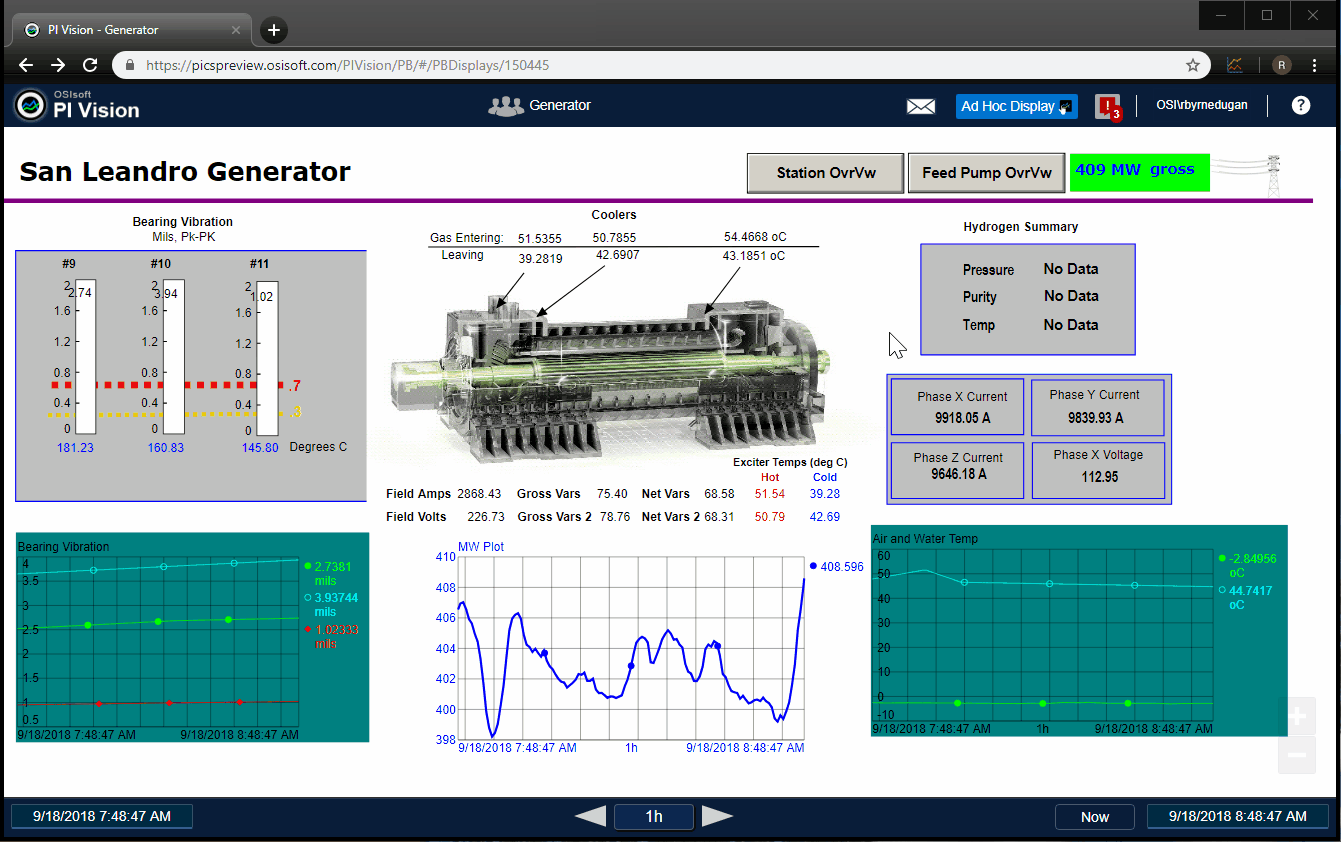 PI Vision - Generator
https://picspreview.osisoft.com/PIVision/PB/#/PBDisplays/150445
R
OSIsoft
PI Vision
Generator
Ad Hoc Display
3
OSI\rbyrnedugan
?
San Leandro Generator
Station OvrVw
Feed Pump OvrVw
409 MW gross
Bearing Vibration
Mils, Pk-PK
#9 #10 #11
2 2 2
2.74 3.94 1.02
1.6 1.6 1.6
1.2 1.2 1.2
0.8 0.8 0.8
.7
0.4 0.4 0.4
.3
0 0 0
181.23 160.83 145.80 Degrees C
Coolers
Gas Entering: 51.5355 50.7855 54.4668 oC
Leaving 39.2819 42.6907 43.1851 oC
Hydrogen Summary
Pressure No Data
Purity No Data
Temp No Data
Phase X Current
9918.05 A
Phase Y Current
9839.93 A
Phase Z Current
9646.18 A
Phase X Voltage
112.95
Exciter Temps (deg C)
Hot Cold
Field Amps 2868.43 Gross Vars 75.40 Net Vars 68.58 51.54 39.28
Field Volts 226.73 Gross Vars 2 78.76 Net Vars 2 68.31 50.79 42.69
Bearing Vibration
4
3.5
3
2.5
2
1.5
1
0.5
2.7381
mils
3.93744
mils
1.02333
mils
9/18/2018 7:48:47 AM 9/18/2018 8:48:47 AM
MW Plot
410
408
406
404
402
400
398
408.596
9/18/2018 7:48:47 AM 1h 9/18/2018 8:48:47 AM
Air and Water Temp
60
50
40
30
20
10
0
-10
-2.84956
oC
44.7417
oC
9/18/2018 7:48:47 AM 1h 9/18/2018 8:48:47 AM
9/18/2018 7:48:47 AM
1h
Now
9/18/2018 8:48:47 AM